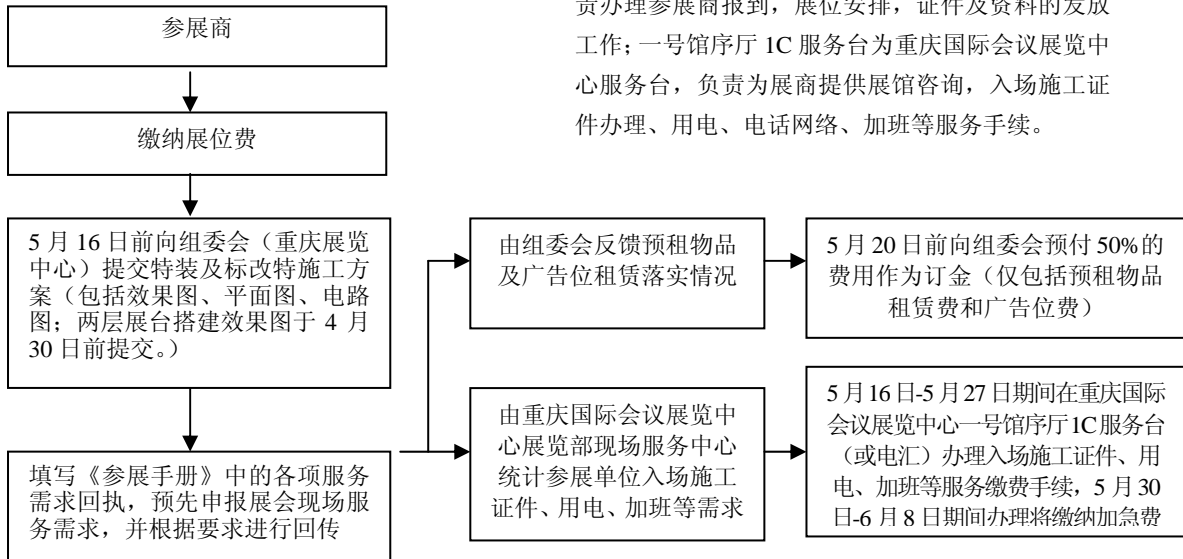 责办理参展商报到，展位安排，证件及资料的发放
工作；一号馆序厅 1C 服务台为重庆国际会议展览中
心服务台，负责为展商提供展馆咨询，入场施工证
件办理、用电、电话网络、加班等服务手续。
参展商
缴纳展位费
5 月 16 日前向组委会（重庆展览
中心）提交特装及标改特施工方
案（包括效果图、平面图、电路
图；两层展台搭建效果图于 4 月
30 日前提交。）
填写《参展手册》中的各项服务
需求回执，预先申报展会现场服
务需求，并根据要求进行回传
由组委会反馈预租物品
及广告位租赁落实情况
5 月 20 日前向组委会预付 50%的
费用作为订金（仅包括预租物品
租赁费和广告位费）
由重庆国际会议展览中
心展览部现场服务中心
统计参展单位入场施工
证件、用电、加班等需求
5 月 16 日-5 月 27 日期间在重庆国际
会议展览中心一号馆序厅 1C 服务台
（或电汇）办理入场施工证件、用
电、加班等服务缴费手续，5 月 30
日-6 月 8 日期间办理将缴纳加急费